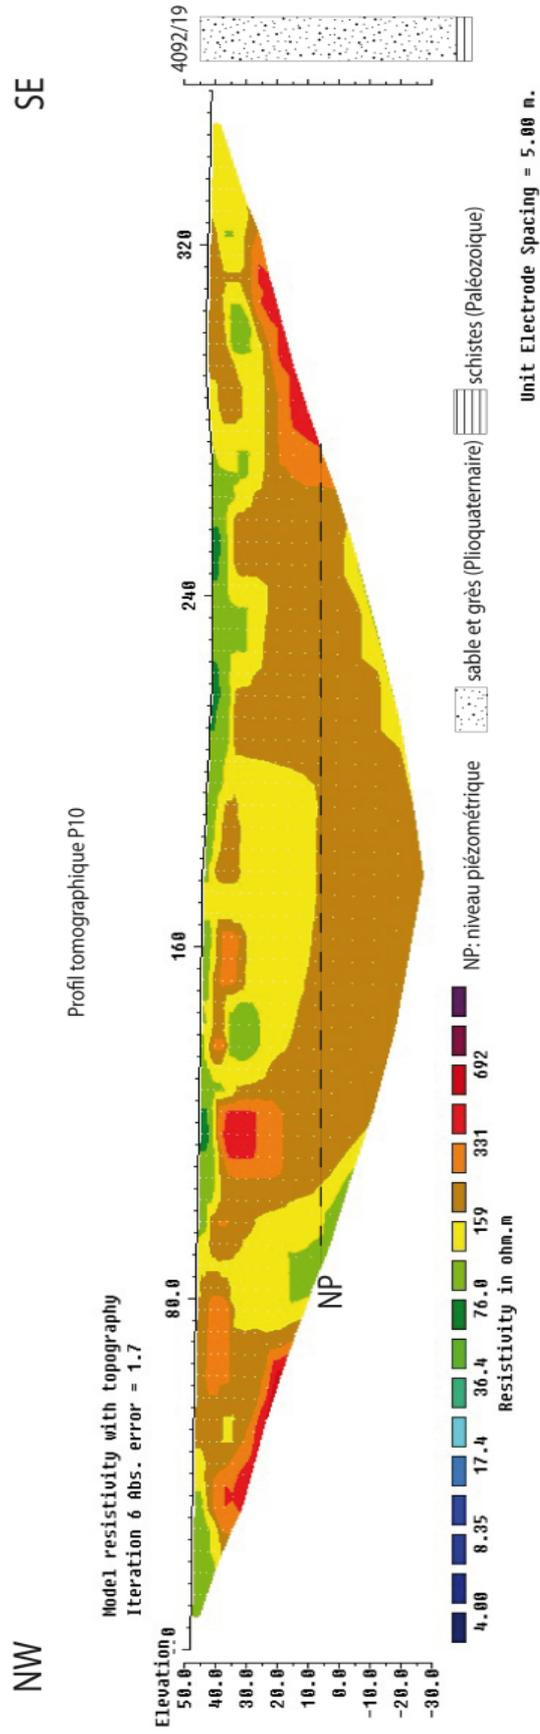 NW
SE
Profil tomographique P10
Model resistivity with topography
Iteration 6 Abs. error = 1.7
Elevation
0
80.0
160
240
320
4092/19
50.0
40.0
30.0
20.0
10.0
0.0
-10.0
-20.0
-30.0
NP
4.00
8.35
17.4
36.4
76.0
159
331
692
Resistivity in ohm.m
NP: niveau piézométrique
sable et grès (Plioquaternaire)
schistes (Paléozoique)
Unit Electrode Spacing = 5.00 m.